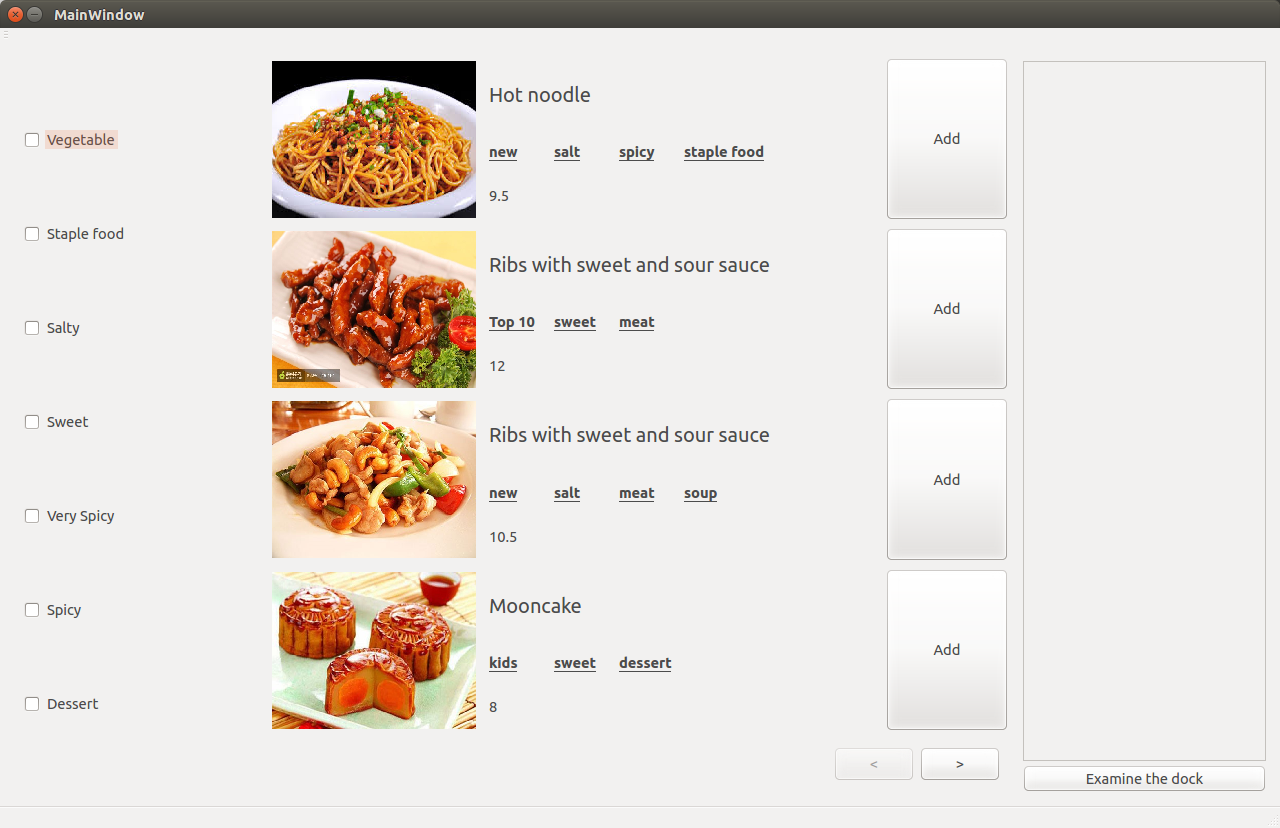 MainWindow
Vegetable
Staple food
Salty
Sweet
Very Spicy
Spicy
Dessert
Hot noodle
new salt spicy staple food
9.5
Add
Ribs with sweet and sour sauce
Top 10 sweet meat
12
Add
Ribs with sweet and sour sauce
new salt meat soup
10.5
Add
Mooncake
kids sweet dessert
8
Add
< >
Examine the dock